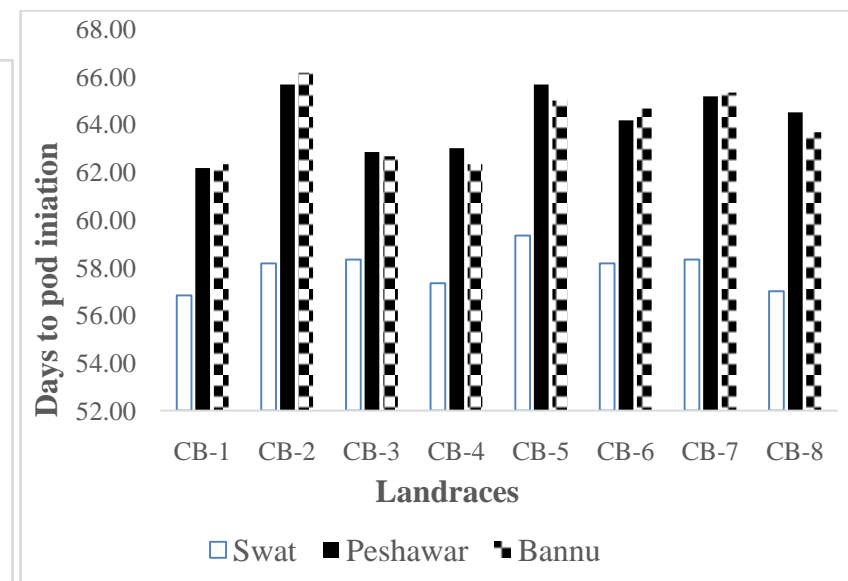 68.00
66.00
64.00
62.00
60.00
58.00
56.00
54.00
52.00
Days to pod iniation
CB-1 CB-2 CB-3 CB-4 CB-5 CB-6 CB-7 CB-8
Landraces
Swat Peshawar Bannu